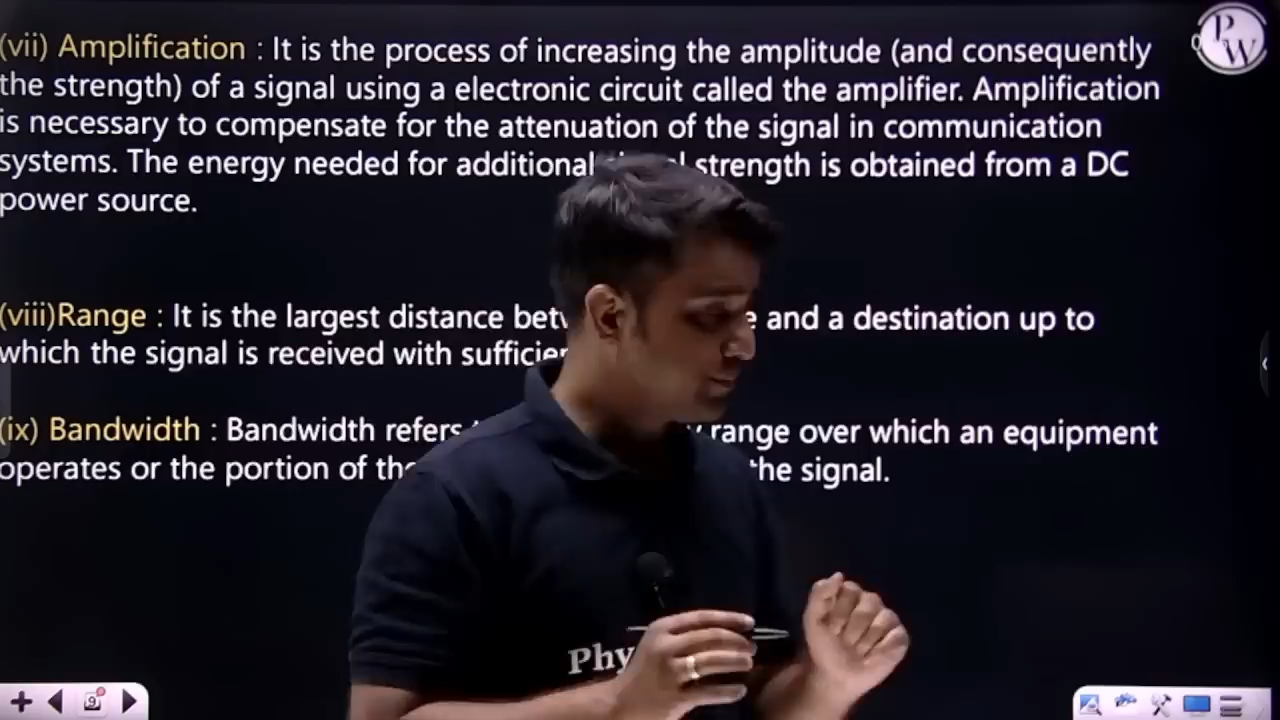 (vii) Amplification : It is the process of increasing the amplitude (and consequently
the strength) of a signal using a electronic circuit called the amplifier. Amplification
is necessary to compensate for the attenuation of the signal in communication
systems. The energy needed for additional strength is obtained from a DC
power source.
(viii)Range : It is the largest distance and a destination up to
which the signal is received with
(ix) Bandwidth : Bandwidth refers range over which an equipment
operates or the portion of the signal.
PW
Phy
9